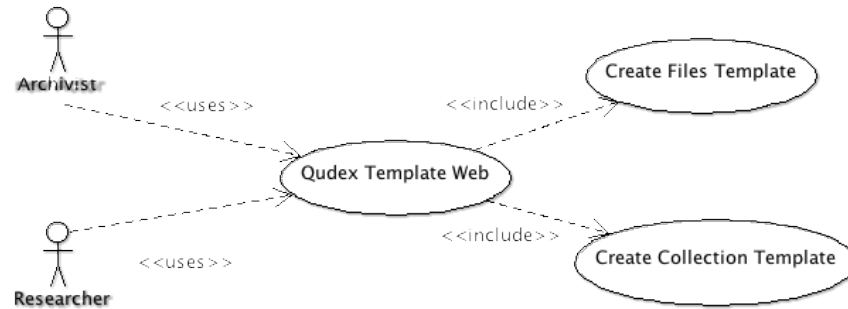 Create Files Template
Archivist
<<uses>>
<<include>>
Qudex Template Web
<<include>>
Create Collection Template
<<uses>>
Researcher